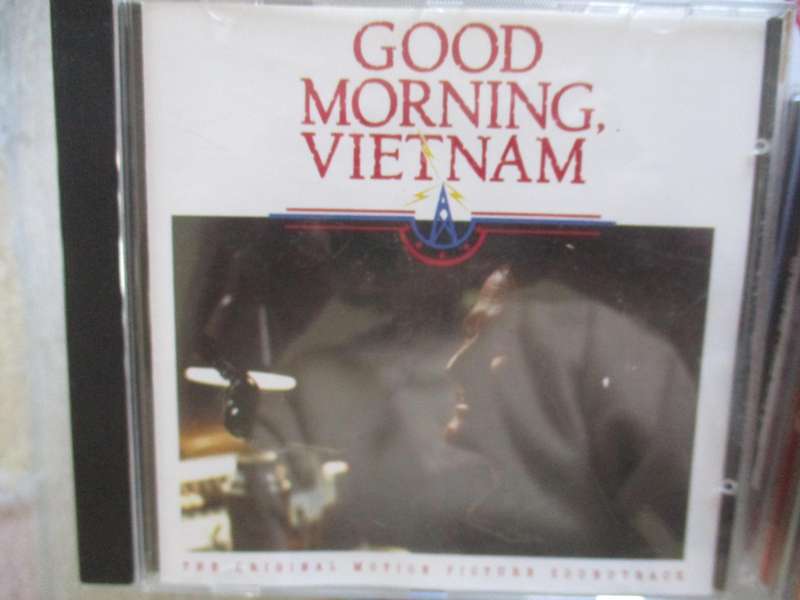 GOOD
MORNING,
VIETNAM
THE ORIGINAL MOTION PICTURE SOUNDTRACK